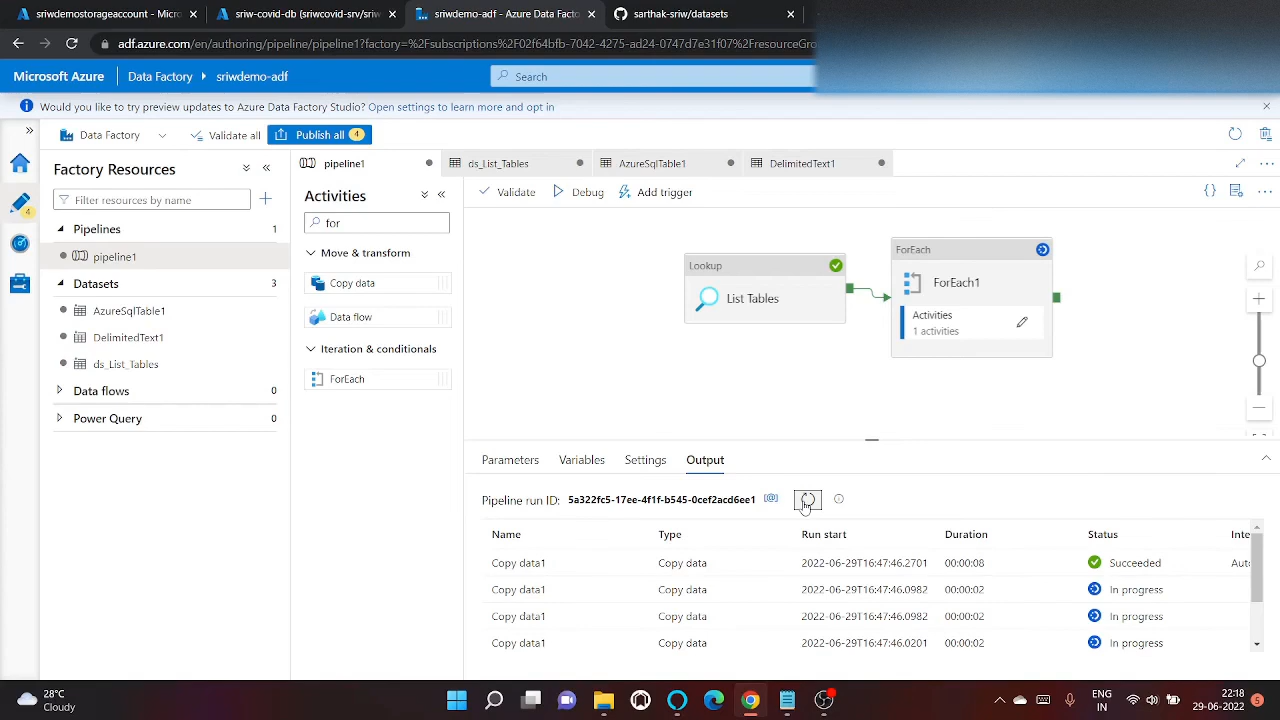 sriwdemostorageaccount - Micros
sriw-covid-db (sriwcovid-srv/sriw
sriwdemo-adf - Azure Data Facto
sarthak-sriw/datasets
adf.azure.com/en/authoring/pipeline/pipeline1?factory=%2Fsubscriptions%2F02f64bfb-7042-4275-ad24-0747d7e31f07%2FresourceGro
Microsoft Azure
Data Factory
sriwdemo-adf
Search
Would you like to try preview updates to Azure Data Factory Studio? Open settings to learn more and opt in
Data Factory
Validate all
Publish all 4
Factory Resources
Filter resources by name
Pipelines 1
pipeline1
Datasets 3
AzureSqlTable1
DelimitedText1
ds_List_Tables
Data flows 0
Power Query 0
4
pipeline1
ds_List_Tables
AzureSqlTable1
DelimitedText1
Activities
for
Move & transform
Copy data
Data flow
Iteration & conditionals
ForEach
Validate
Debug
Add trigger
Lookup
List Tables
ForEach
ForEach1
Activities
1 activities
Parameters
Variables
Settings
Output
Pipeline run ID: 5a322fc5-17ee-4f1f-b545-0cef2acd6ee1
Name Type Run start Duration Status Inte
Copy data1 Copy data 2022-06-29T16:47:46.2701 00:00:08 Succeeded Auto
Copy data1 Copy data 2022-06-29T16:47:46.0982 00:00:02 In progress
Copy data1 Copy data 2022-06-29T16:47:46.0982 00:00:02 In progress
Copy data1 Copy data 2022-06-29T16:47:46.0201 00:00:02 In progress
28°C
Cloudy
ENG
IN
22:18
29-06-2022
5